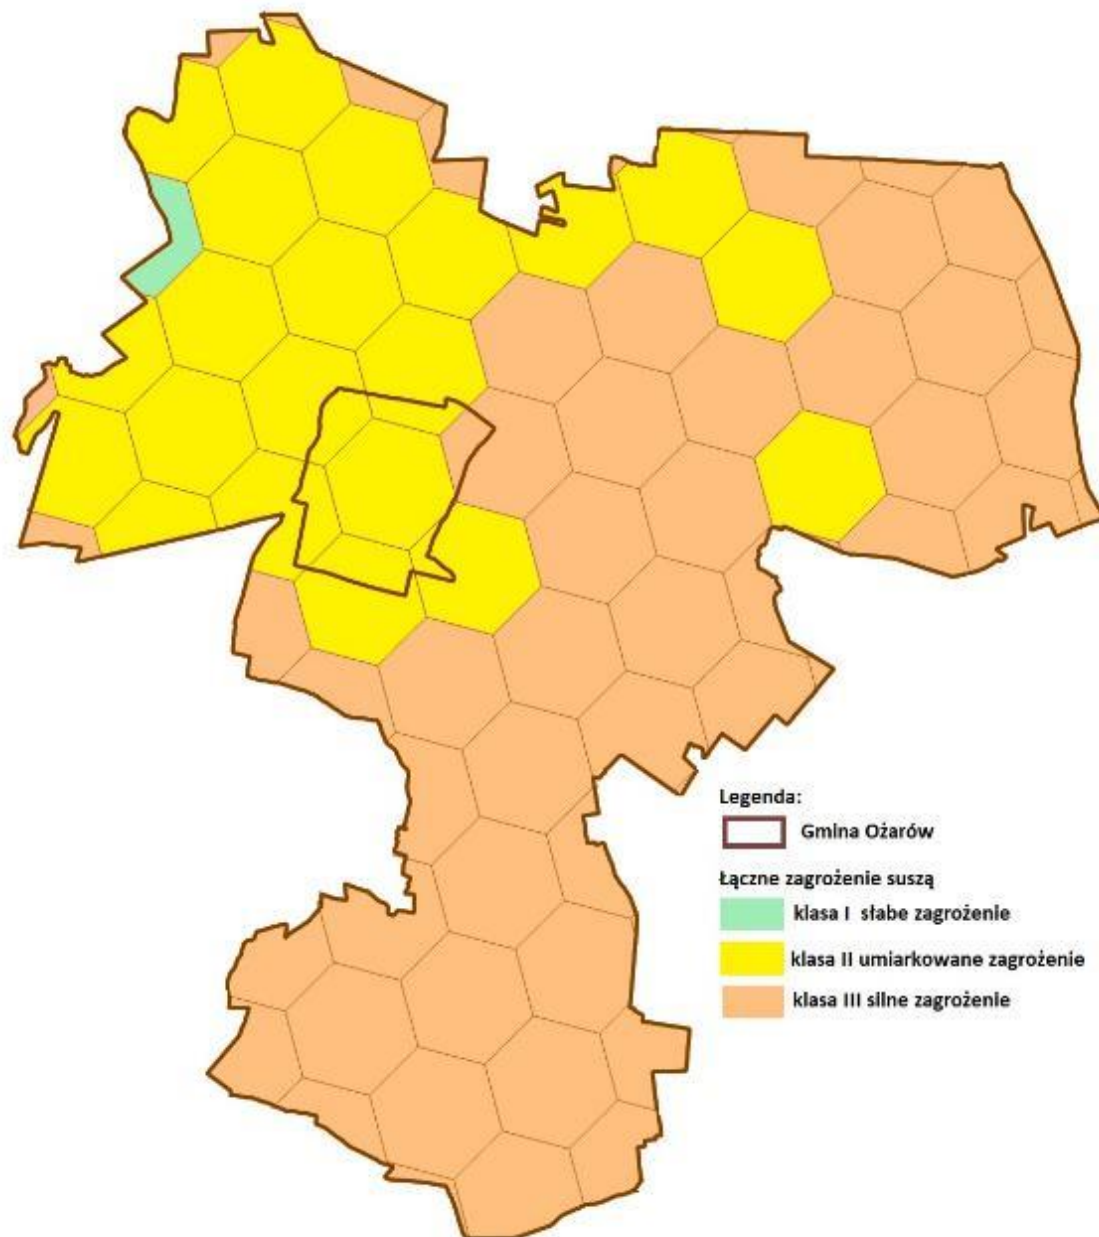 Legenda:
Gmina Ożarów
Łączne zagrożenie suszą
klasa I słabe zagrożenie
klasa II umiarkowane zagrożenie
klasa III silne zagrożenie